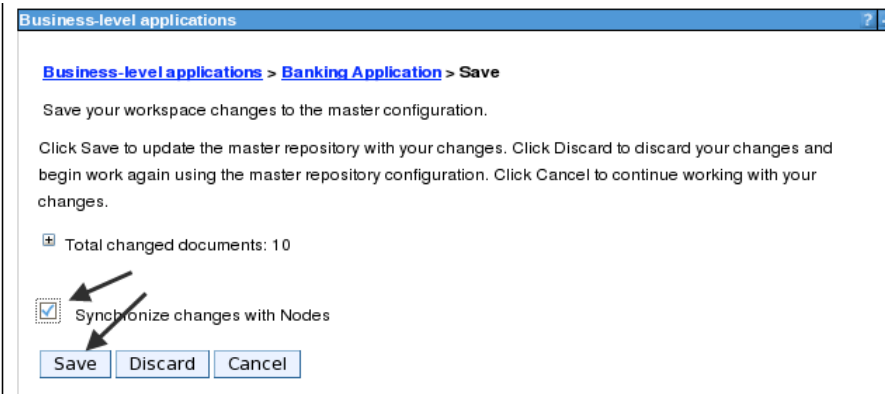 Business-level applications ?
Business-level applications > Banking Application > Save
Save your workspace changes to the master configuration.
Click Save to update the master repository with your changes. Click Discard to discard your changes and
begin work again using the master repository configuration. Click Cancel to continue working with your
changes.
Total changed documents: 10
Synchronize changes with Nodes
Save Discard Cancel